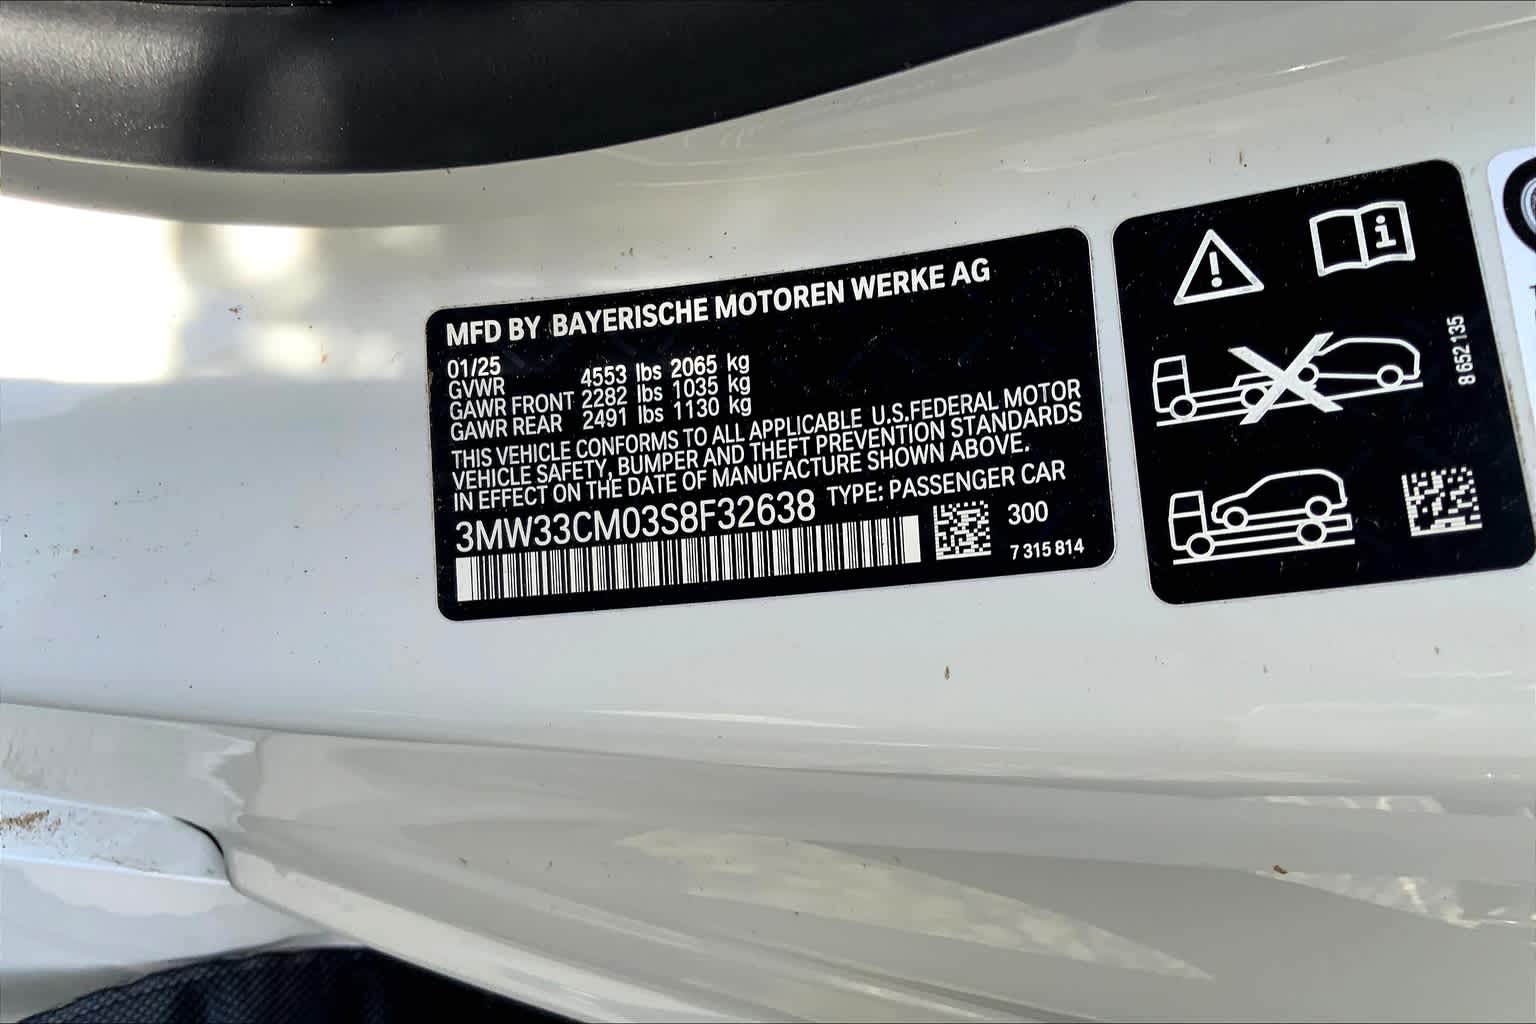 MFD BY BAYERISCHE MOTOREN WERKE AG
01/25
GVWR 4553 lbs 2065 kg
GAWR FRONT 2282 lbs 1035 kg
GAWR REAR 2491 lbs 1130 kg
THIS VEHICLE CONFORMS TO ALL APPLICABLE U.S.FEDERAL MOTOR
VEHICLE SAFETY, BUMPER AND THEFT PREVENTION STANDARDS
IN EFFECT ON THE DATE OF MANUFACTURE SHOWN ABOVE.
3MW33CM03S8F32638 TYPE: PASSENGER CAR
300
7 315 814
8 652 135